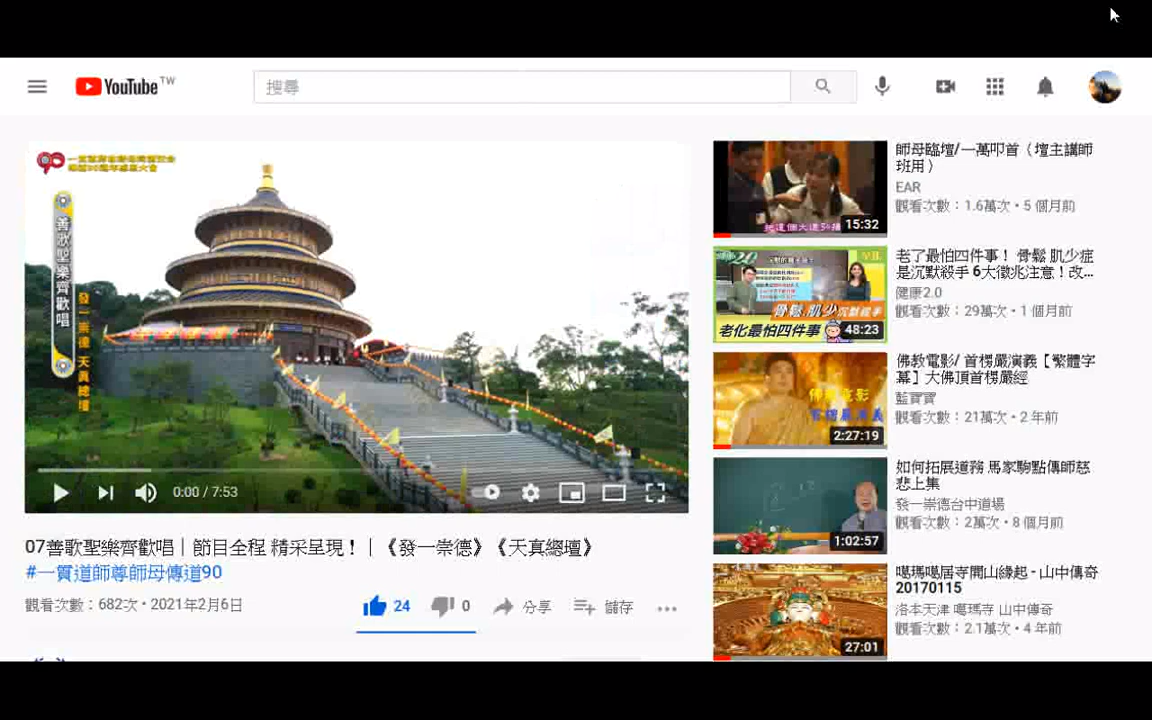 YouTube TW
搜尋
善歌聖樂齊歡唱
發一崇德 天真總壇
0:00 / 7:53
07善歌聖樂齊歡唱｜節目全程 精采呈現！｜《發一崇德》《天真總壇》
#一貫道師尊師母傳道90
觀看次數：682次 • 2021年2月6日
24
0
分享
儲存
15:32
師母臨壇/一萬叩首（壇主講師
班用）
EAR
觀看次數：1.6萬次 • 5 個月前
老化最怕四件事
48:23
老了最怕四件事！ 骨鬆 肌少症
是沉默殺手 6大徵兆注意！改...
健康2.0
觀看次數：29萬次 • 1 個月前
2:27:19
佛教電影/ 首楞嚴演義【繁體字
幕】大佛頂首楞嚴經
藍寶寶
觀看次數：21萬次 • 2 年前
1:02:57
如何拓展道務 馬家駒點傳師慈
悲上集
發一崇德台中道場
觀看次數：2萬次 • 8 個月前
27:01
噶瑪噶居寺開山緣起 - 山中傳奇
20170115
洛本天津 噶瑪寺 山中傳奇
觀看次數：2.1萬次 • 4 年前